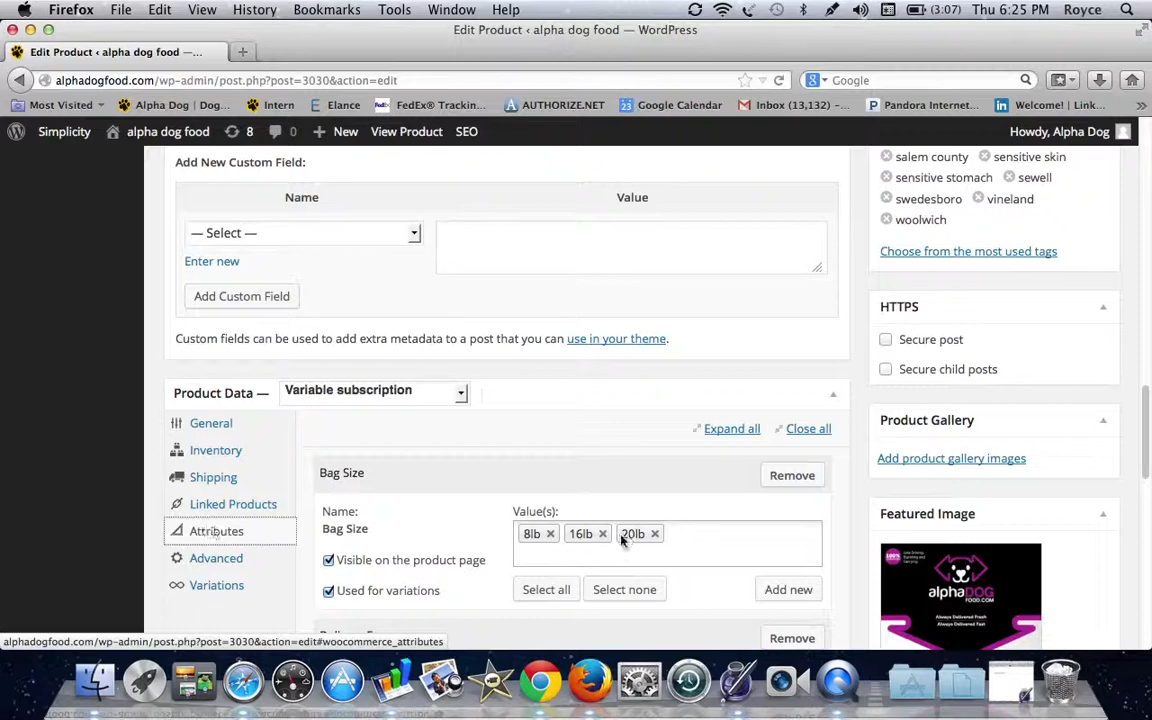 Firefox File Edit View History Bookmarks Tools Window Help (3:07) Thu 6:25 PM Royce
Edit Product ‹ alpha dog food — WordPress
Edit Product ‹ alpha dog food —...
alphadogfood.com/wp-admin/post.php?post=3030&action=edit Google
Most Visited Alpha Dog | Dog... Intern Elance FedEx® Trackin... AUTHORIZE.NET Google Calendar Inbox (13,132) –... Pandora Internet... Welcome! | Link...
Simplicity alpha dog food 8 0 New View Product SEO Howdy, Alpha Dog
Add New Custom Field:
Name Value
— Select —
Enter new
Add Custom Field
Custom fields can be used to add extra metadata to a post that you can use in your theme.
Product Data — Variable subscription
General
Inventory
Shipping
Linked Products
Attributes
Advanced
Variations
Expand all Close all
Bag Size Remove
Name: Value(s):
Bag Size 8lb 16lb 20lb
Visible on the product page
Used for variations Select all Select none Add new
Remove
salem county sensitive skin
sensitive stomach sewell
swedesboro vineland
woolwich
Choose from the most used tags
HTTPS
Secure post
Secure child posts
Product Gallery
Add product gallery images
Featured Image
alphaDOG
FOOD.COM
Always Delivered Fresh
Always Delivered Fast
alphadogfood.com/wp-admin/post.php?post=3030&action=edit#woocommerce_attributes